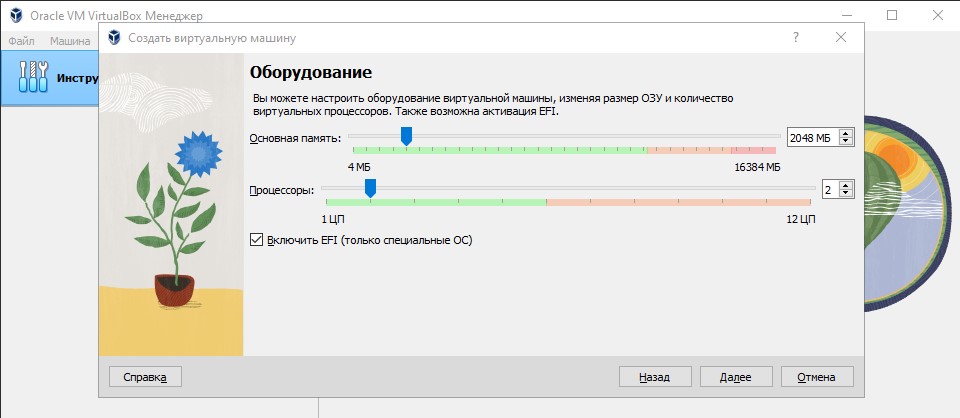 Oracle VM VirtualBox Менеджер
Файл Машина
Создать виртуальную машину
?
Инстру
Оборудование
Вы можете настроить оборудование виртуальной машины, изменяя размер ОЗУ и количество
виртуальных процессоров. Также возможна активация EFI.
Основная память: 2048 МБ
4 МБ 16384 МБ
Процессоры: 2
1 ЦП 12 ЦП
Включить EFI (только специальные ОС)
Справка Назад Далее Отмена